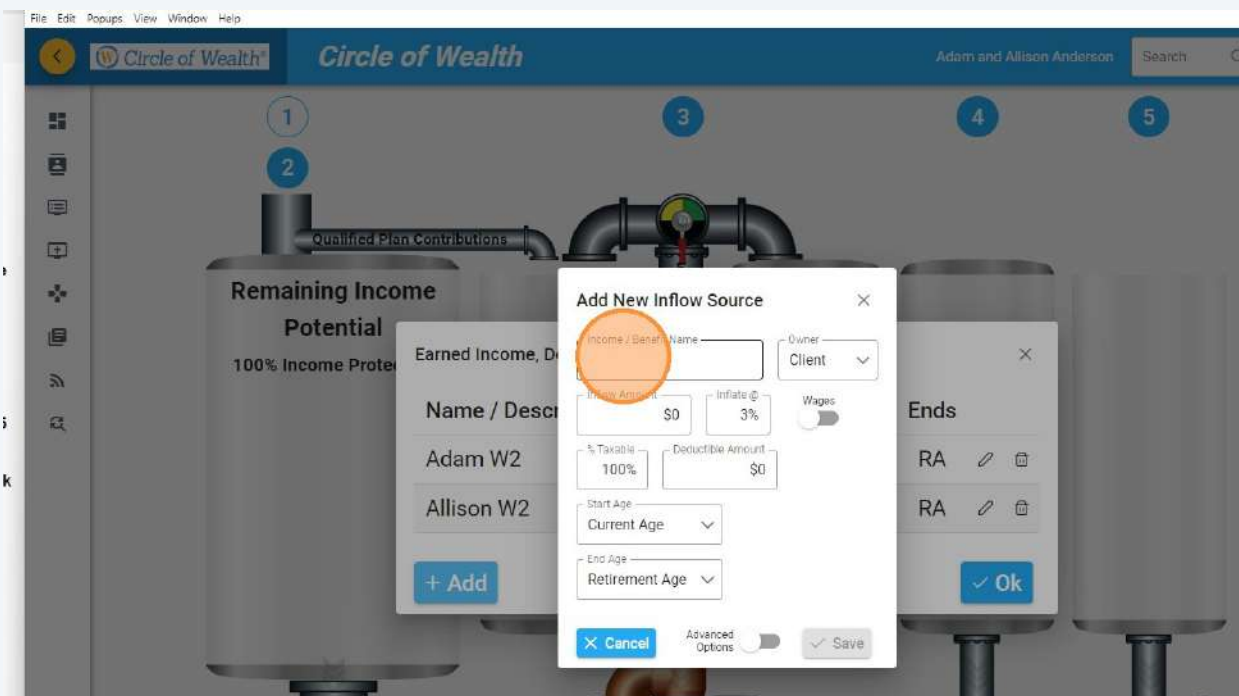 File Edit Popups View Window Help
Circle of Wealth®
Circle of Wealth
Adam and Allison Anderson
Search
1
3
4
5
2
Qualified Plan Contributions
Remaining Income
Potential
100% Income Prote
Add New Inflow Source
Income / Benefit Name
Owner
Client
Earned Income, D
Inflow Amount
$0
Inflate @
3%
Wages
Name / Descr
Ends
% Taxable
100%
Deductible Amount
$0
Adam W2
RA
Start Age
Current Age
Allison W2
RA
End Age
Retirement Age
+ Add
Ok
Cancel
Advanced
Options
Save
k